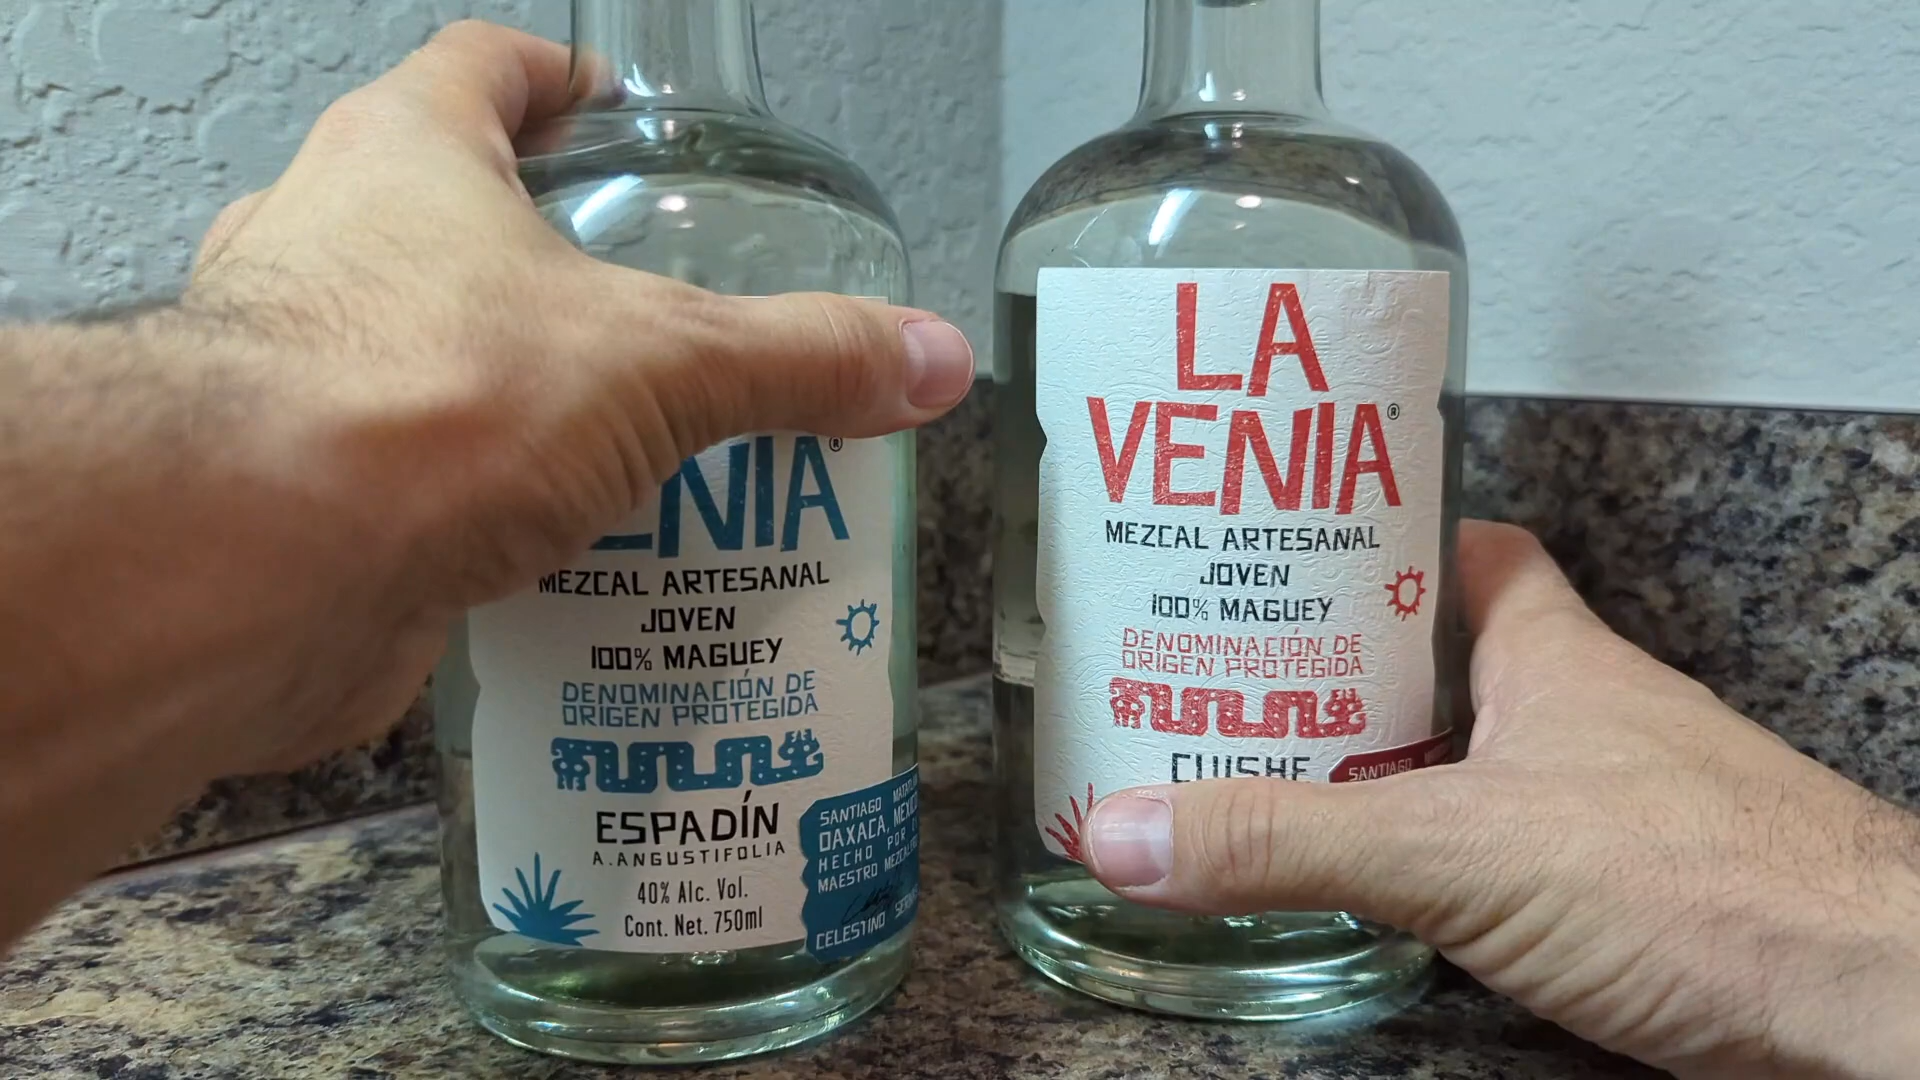 ENIA®
MEZCAL ARTESANAL
JOVEN
100% MAGUEY
DENOMINACIÓN DE
ORIGEN PROTEGIDA
ESPADÍN
A. ANGUSTIFOLIA
40% Alc. Vol.
Cont. Net. 750ml
SANTIAGO
OAXACA, MÉXICO
HECHO POR
MAESTRO
CELESTINO
LA
VENIA®
MEZCAL ARTESANAL
JOVEN
100% MAGUEY
DENOMINACIÓN DE
ORIGEN PROTEGIDA
CUISHE
SANTIAGO